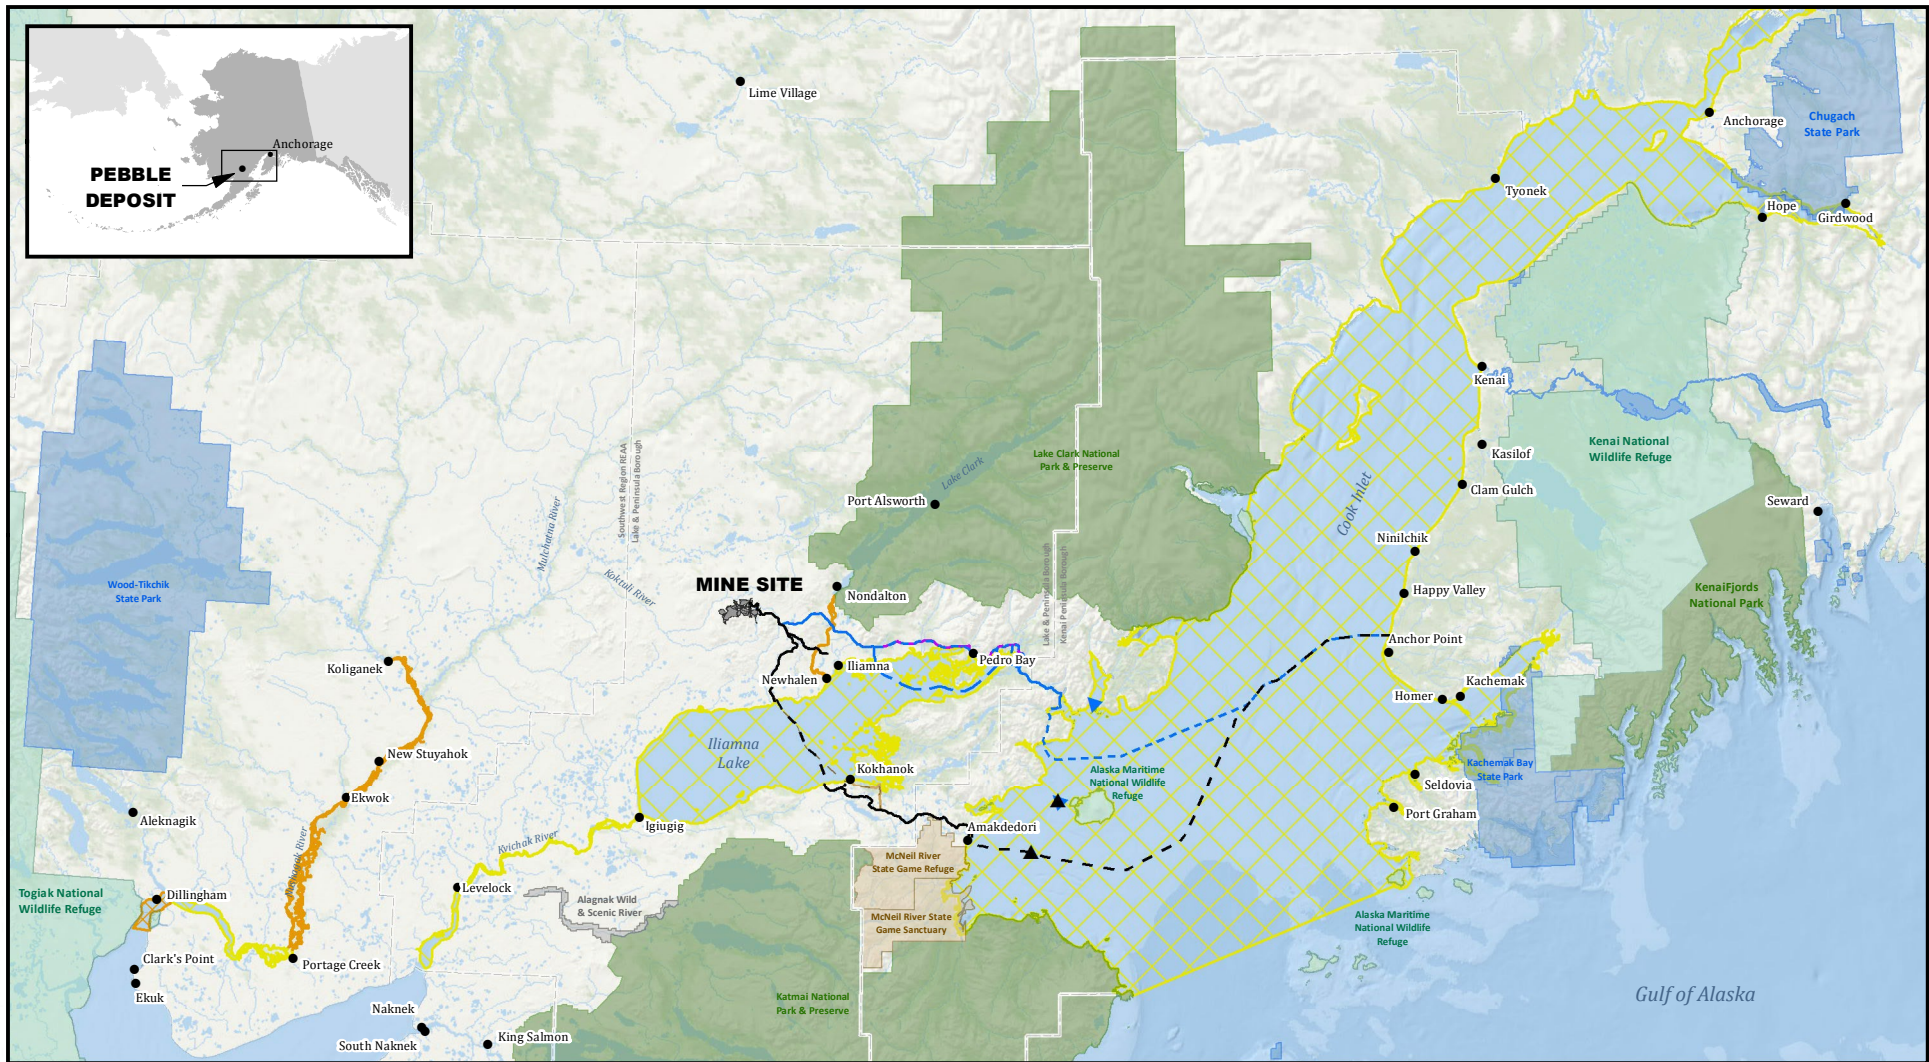 Anchorage
PEBBLE
DEPOSIT
Lime Village
Anchorage
Chugach
State Park
Tyonek
Hope
Girdwood
Kenai
Kenai National
Wildlife Refuge
Kasilof
Clam Gulch
Seward
Cook Inlet
Ninilchik
Happy Valley
KenaiFjords
National Park
Anchor Point
Kachemak
Homer
Kachemak Bay
State Park
Seldovia
Port Graham
Lake Clark National
Park & Preserve
Lake Clark
Port Alsworth
Southwest Region REAA
Lake & Peninsula Borough
Lake & Peninsula Borough
Kenai Peninsula Borough
Mulchatna River
Koktuli River
MINE SITE
Nondalton
Wood-Tikchik
State Park
Koliganek
Iliamna
Newhalen
Pedro Bay
New Stuyahok
Iliamna
Lake
Kokhanok
Alaska Maritime
National Wildlife
Refuge
Ekwok
Aleknagik
Igiugig
Amakdedori
Kvichak River
McNeil River
State Game Refuge
Levelock
Togiak National
Wildlife Refuge
Dillingham
Alagnak Wild
& Scenic River
McNeil River State
Game Sanctuary
Alaska Maritime
National Wildlife
Refuge
Clark's Point
Portage Creek
Ekuk
Naknek
Katmai National
Park & Preserve
Gulf of Alaska
South Naknek
King Salmon